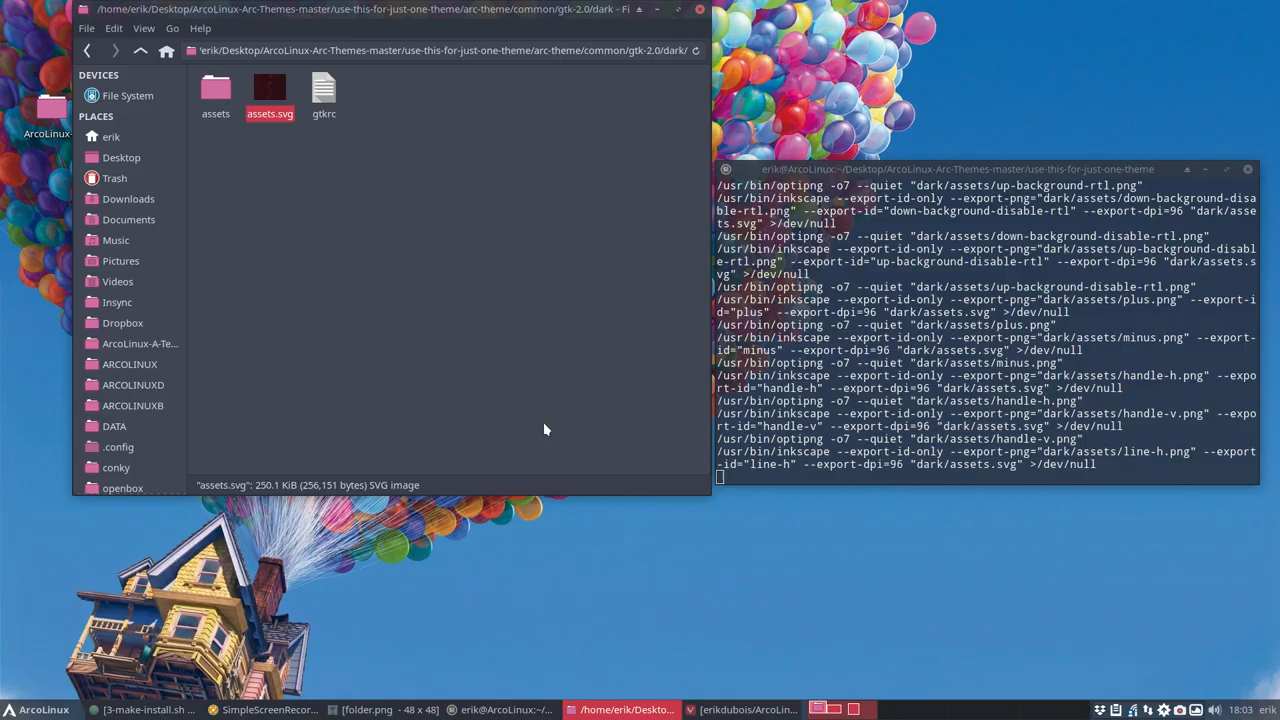 /home/erik/Desktop/ArcoLinux-Arc-Themes-master/use-this-for-just-one-theme/arc-theme/common/gtk-2.0/dark - Fi
File Edit View Go Help
'erik/Desktop/ArcoLinux-Arc-Themes-master/use-this-for-just-one-theme/arc-theme/common/gtk-2.0/dark/
DEVICES
File System
PLACES
erik
Desktop
Trash
Downloads
Documents
Music
Pictures
Videos
Insync
Dropbox
ArcoLinux-A-Te...
ARCOLINUX
ARCOLINUXD
ARCOLINUXB
DATA
.config
conky
openbox
assets
assets.svg
gtkrc
"assets.svg": 250.1 KiB (256,151 bytes) SVG image
ArcoLinux-
erik@ArcoLinux:~/Desktop/ArcoLinux-Arc-Themes-master/use-this-for-just-one-theme
/usr/bin/optipng -o7 --quiet "dark/assets/up-background-rtl.png"
/usr/bin/inkscape --export-id-only --export-png="dark/assets/down-background-disa
ble-rtl.png" --export-id="down-background-disable-rtl" --export-dpi=96 "dark/asse
ts.svg" >/dev/null
/usr/bin/optipng -o7 --quiet "dark/assets/down-background-disable-rtl.png"
/usr/bin/inkscape --export-id-only --export-png="dark/assets/up-background-disabl
e-rtl.png" --export-id="up-background-disable-rtl" --export-dpi=96 "dark/assets.s
vg" >/dev/null
/usr/bin/optipng -o7 --quiet "dark/assets/up-background-disable-rtl.png"
/usr/bin/inkscape --export-id-only --export-png="dark/assets/plus.png" --export-i
d="plus" --export-dpi=96 "dark/assets.svg" >/dev/null
/usr/bin/optipng -o7 --quiet "dark/assets/plus.png"
/usr/bin/inkscape --export-id-only --export-png="dark/assets/minus.png" --export-
id="minus" --export-dpi=96 "dark/assets.svg" >/dev/null
/usr/bin/optipng -o7 --quiet "dark/assets/minus.png"
/usr/bin/inkscape --export-id-only --export-png="dark/assets/handle-h.png" --expo
rt-id="handle-h" --export-dpi=96 "dark/assets.svg" >/dev/null
/usr/bin/optipng -o7 --quiet "dark/assets/handle-h.png"
/usr/bin/inkscape --export-id-only --export-png="dark/assets/handle-v.png" --expo
rt-id="handle-v" --export-dpi=96 "dark/assets.svg" >/dev/null
/usr/bin/optipng -o7 --quiet "dark/assets/handle-v.png"
/usr/bin/inkscape --export-id-only --export-png="dark/assets/line-h.png" --export
-id="line-h" --export-dpi=96 "dark/assets.svg" >/dev/null
ArcoLinux [3-make-install.sh ... SimpleScreenRecor... [folder.png - 48 x 48] erik@ArcoLinux:~/... /home/erik/Deskto... [erikdubois/ArcoLin... 18:03 erik